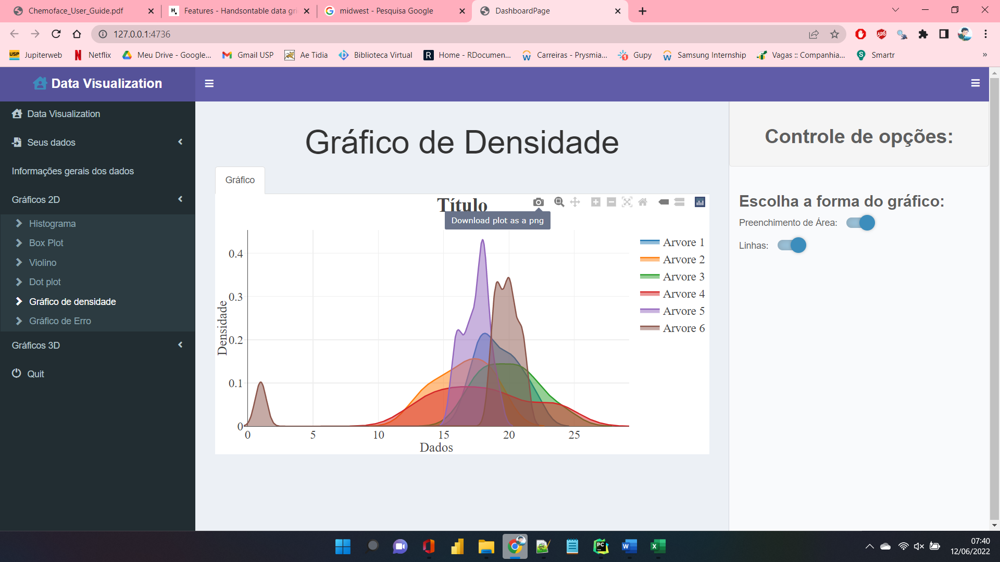 Chemoface_User_Guide.pdf
Features - Handsontable data gri
midwest - Pesquisa Google
DashboardPage
127.0.0.1:4736
USP Jupiterweb
Netflix
Meu Drive - Google...
Gmail USP
Ae Tidia
Biblioteca Virtual
R Home - RDocumen...
Carreiras - Prysmia...
Gupy
Samsung Internship
Vagas :: Companhia...
S Smartr
»
Data Visualization
Data Visualization
Seus dados
Informações gerais dos dados
Gráficos 2D
Histograma
Box Plot
Violino
Dot plot
Gráfico de densidade
Gráfico de Erro
Gráficos 3D
Quit
Gráfico de Densidade
Gráfico
Título
Download plot as a png
Densidade
0.4
0.3
0.2
0.1
0
0 5 10 15 20 25
Dados
Arvore 1
Arvore 2
Arvore 3
Arvore 4
Arvore 5
Arvore 6
Controle de opções:
Escolha a forma do gráfico:
Preenchimento de Área:
Linhas:
07:40
12/06/2022